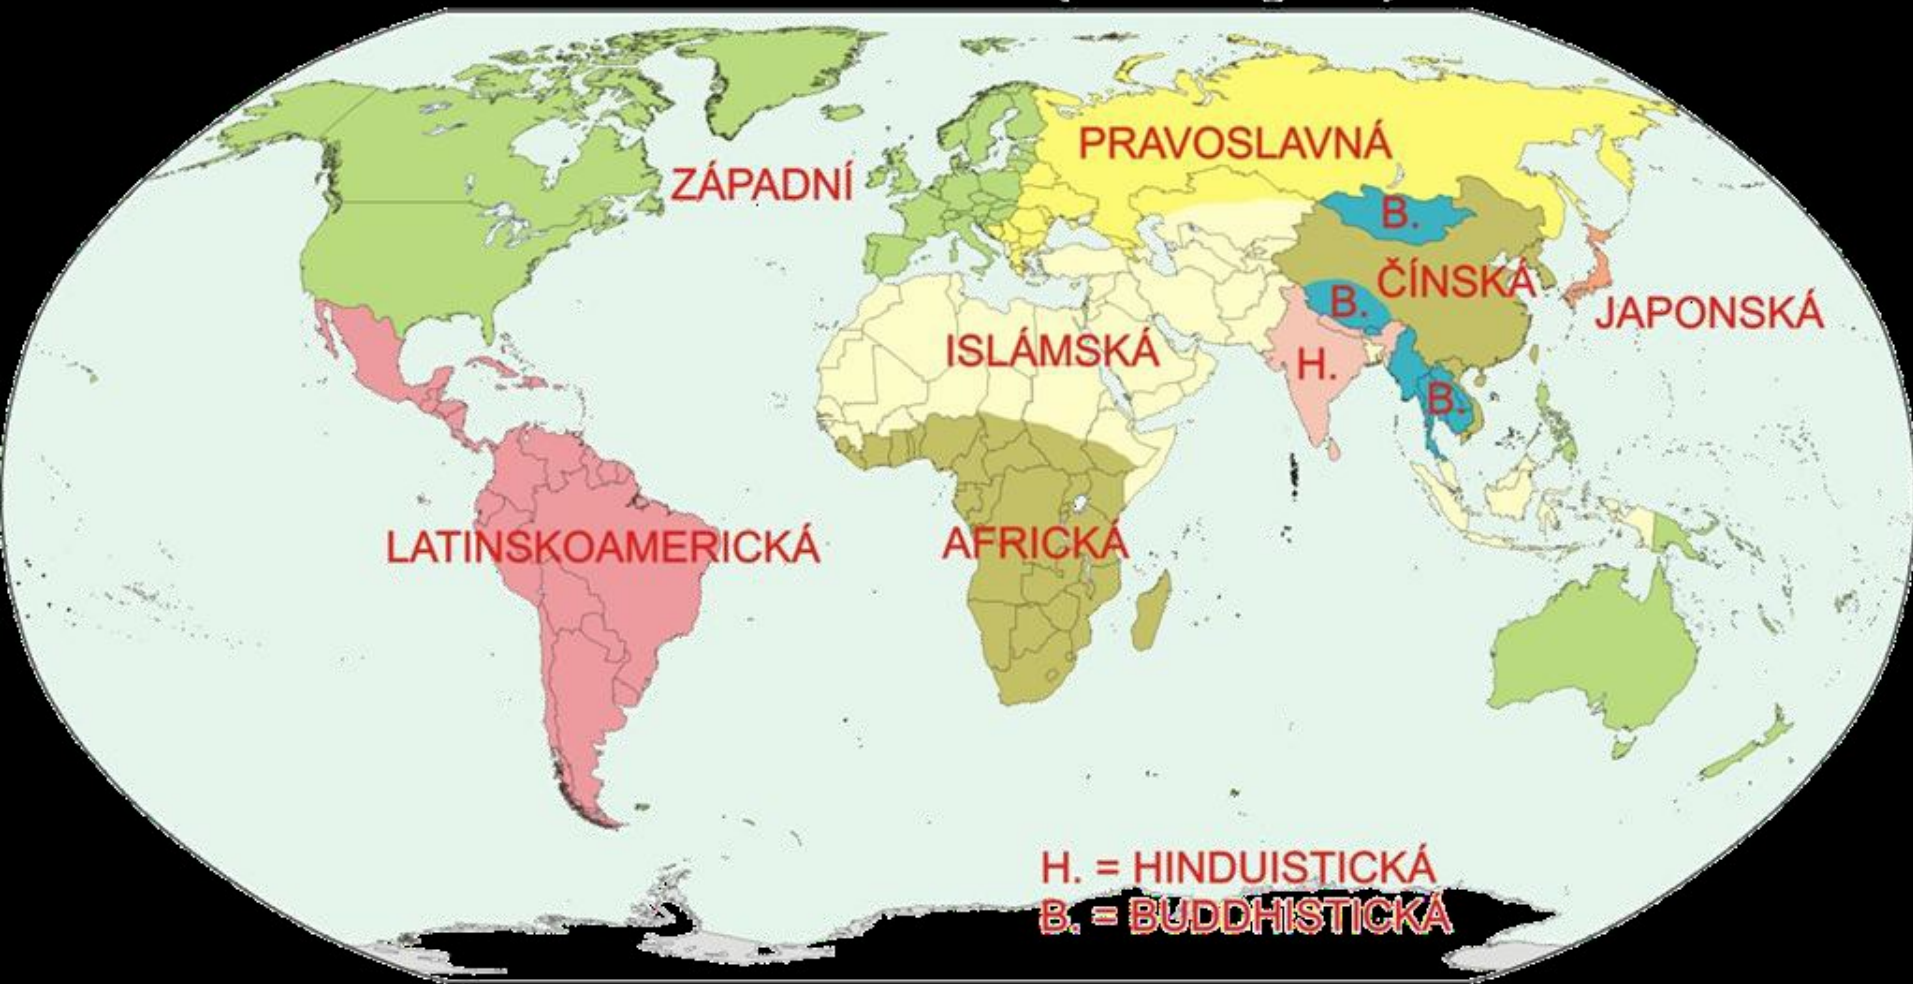 PRAVOSLAVNÁ
ZÁPADNÍ
B.
ČÍNSKÁ
B.
JAPONSKÁ
ISLÁMSKÁ
H.
B.
LATINSKOAMERICKÁ
AFRICKÁ
H. = HINDUISTICKÁ
B. = BUDDHISTICKÁ